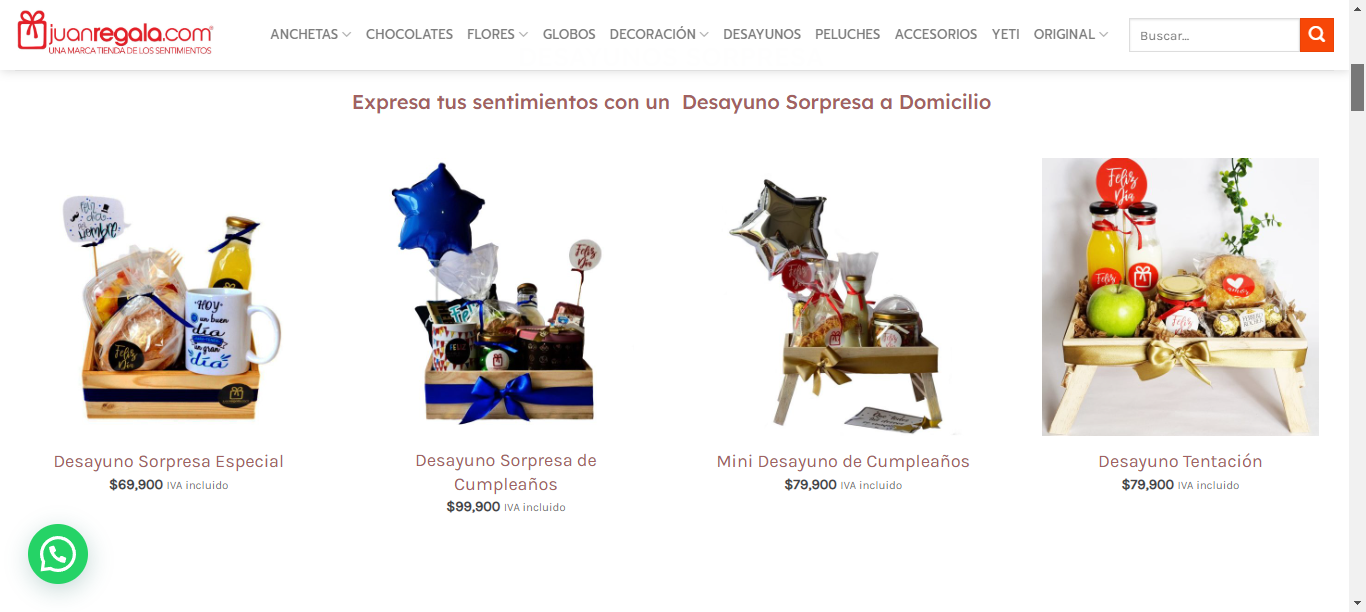 juanregala.com®
UNA MARCA TIENDA DE LOS SENTIMIENTOS
ANCHETAS CHOCOLATES FLORES GLOBOS DECORACIÓN DESAYUNOS PELUCHES ACCESORIOS YETI ORIGINAL
Buscar...
Expresa tus sentimientos con un Desayuno Sorpresa a Domicilio
Feliz
día
Hombre
HOY
un buen
día
un gran
día
Feliz
Día
Feliz
Día
Feliz
Día
Feliz
Desayuno Sorpresa Especial
$69,900 IVA incluido
Desayuno Sorpresa de
Cumpleaños
$99,900 IVA incluido
Mini Desayuno de Cumpleaños
$79,900 IVA incluido
Desayuno Tentación
$79,900 IVA incluido